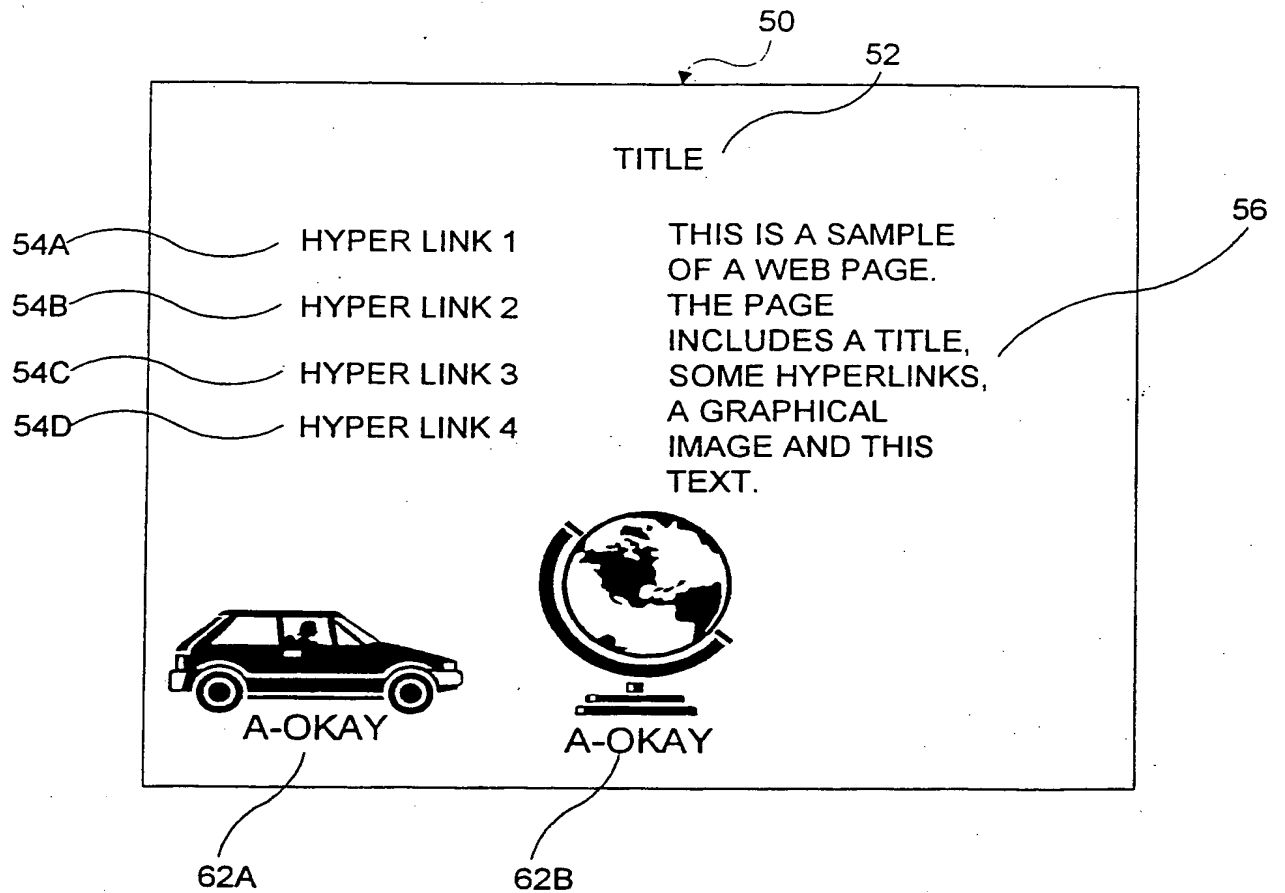 50
52
TITLE
56
54A
HYPER LINK 1
54B
HYPER LINK 2
54C
HYPER LINK 3
54D
HYPER LINK 4
THIS IS A SAMPLE
OF A WEB PAGE.
THE PAGE
INCLUDES A TITLE,
SOME HYPERLINKS,
A GRAPHICAL
IMAGE AND THIS
TEXT.
A-OKAY
A-OKAY
62A
62B